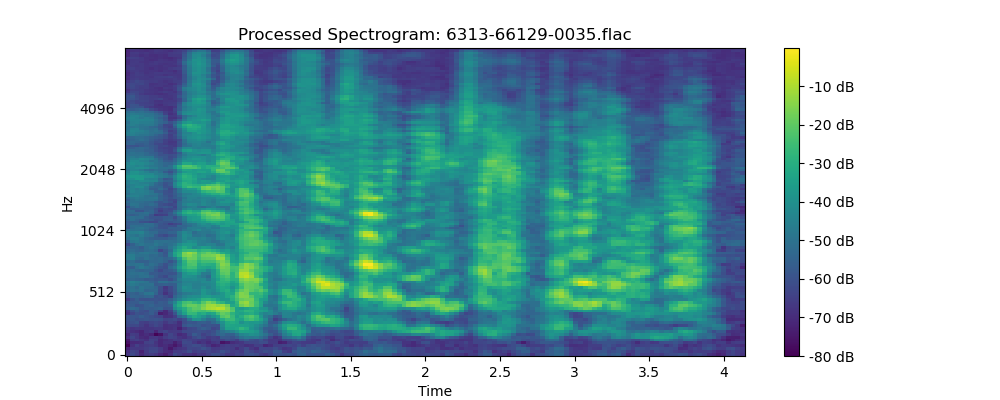 Processed Spectrogram: 6313-66129-0035.flac
Hz
4096
2048
1024
512
0
0 0.5 1 1.5 2 2.5 3 3.5 4
Time
-10 dB
-20 dB
-30 dB
-40 dB
-50 dB
-60 dB
-70 dB
-80 dB